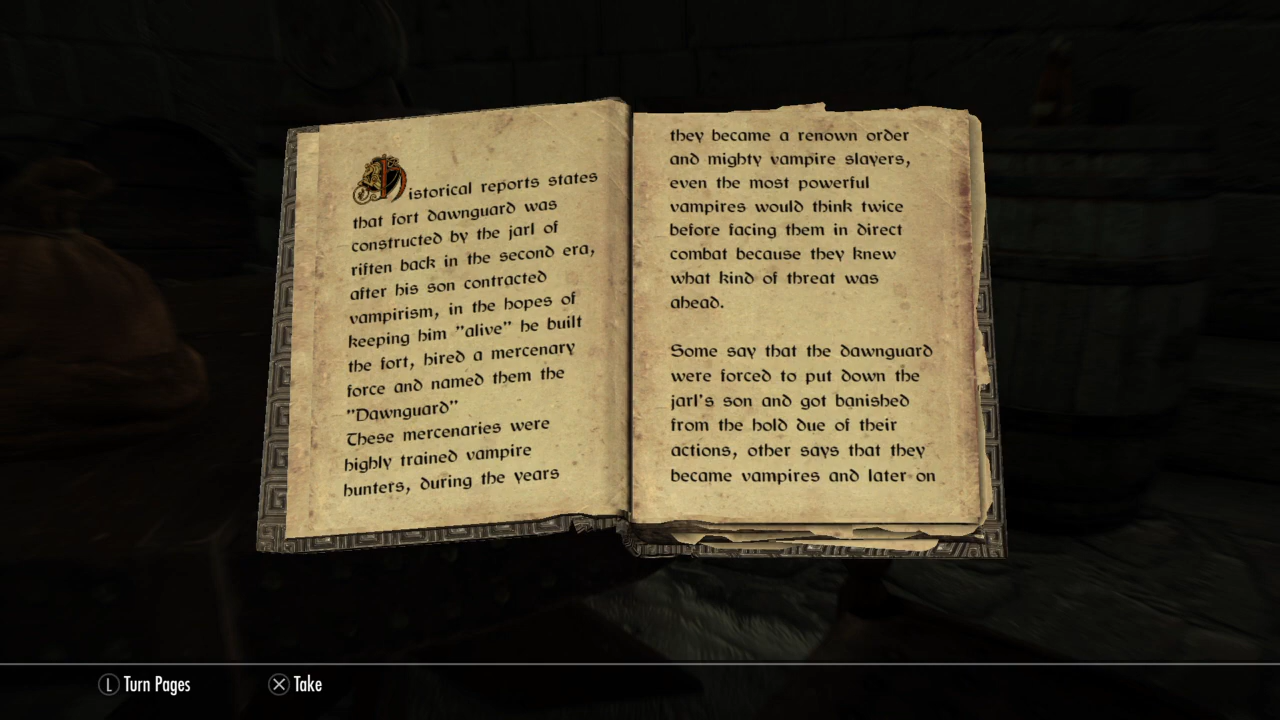 Historical reports states
that fort dawnguard was
constructed by the jarl of
riften back in the second era,
after his son contracted
vampirism, in the hopes of
keeping him "alive" he built
the fort, hired a mercenary
force and named them the
"Dawnguard"
These mercenaries were
highly trained vampire
hunters, during the years
they became a renown order
and mighty vampire slayers,
even the most powerful
vampires would think twice
before facing them in direct
combat because they knew
what kind of threat was
ahead.
Some say that the dawnguard
were forced to put down the
jarl's son and got banished
from the hold due of their
actions, other says that they
became vampires and later on
L Turn Pages
X Take